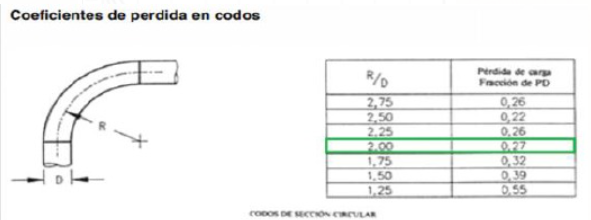 Coeficientes de perdida en codos
R/D
Pérdida de carga
Fracción de PD
2,75 0,26
2,50 0,22
2,25 0,26
2.00 0,27
1,75 0,32
1,50 0,39
1,25 0,55
R
D
CODOS DE SECCIÓN CIRCULAR